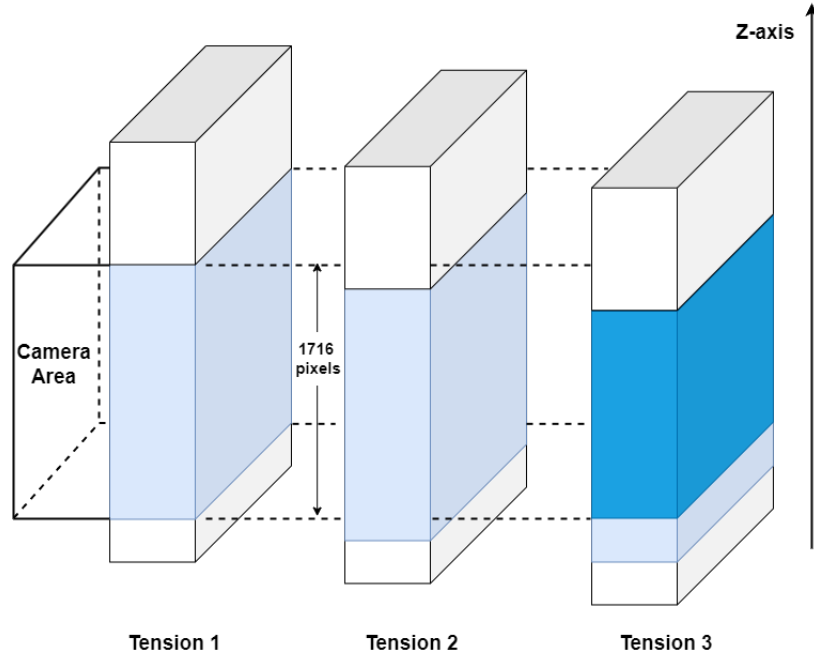 Z-axis
Camera
Area
1716
pixels
Tension 1
Tension 2
Tension 3